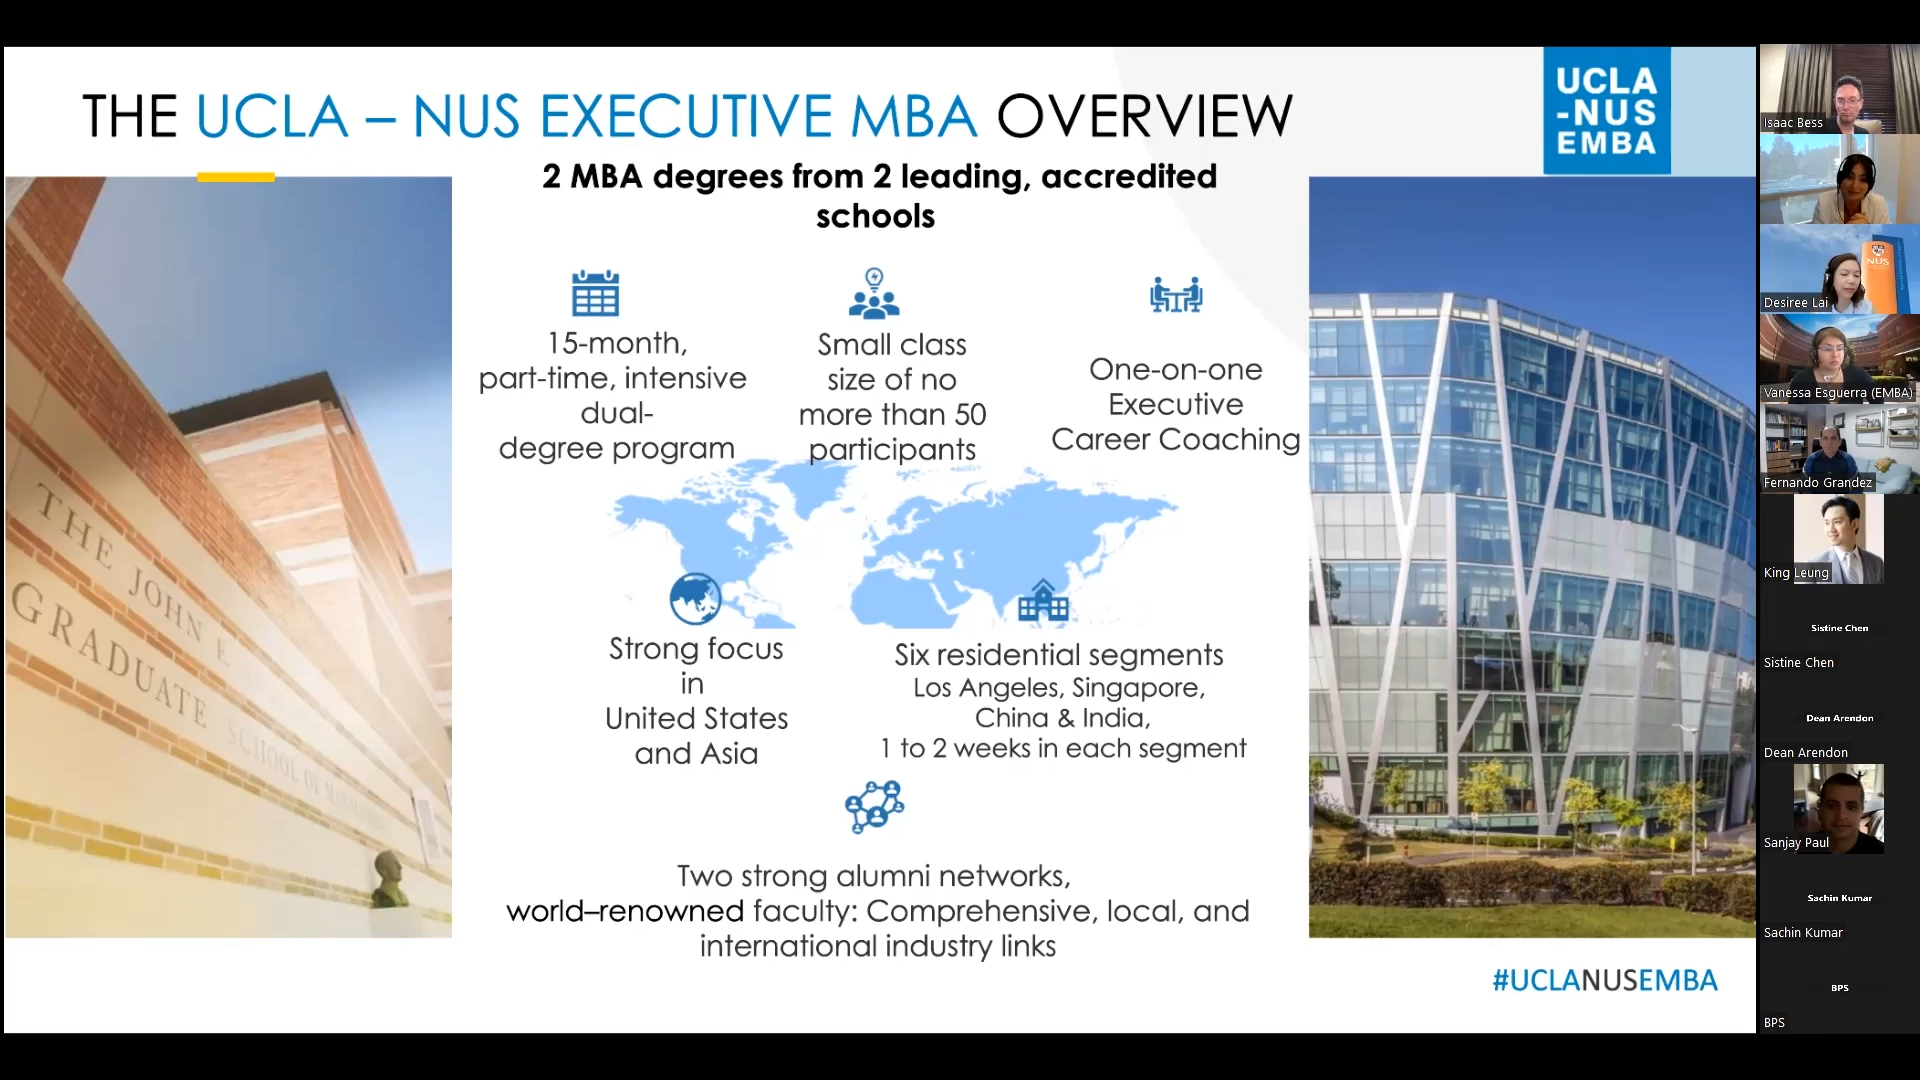 THE UCLA – NUS EXECUTIVE MBA OVERVIEW
UCLA
-NUS
EMBA
2 MBA degrees from 2 leading, accredited
schools
15-month,
part-time, intensive
dual-
degree program
Small class
size of no
more than 50
participants
One-on-one
Executive
Career Coaching
Strong focus
in
United States
and Asia
Six residential segments
Los Angeles, Singapore,
China & India,
1 to 2 weeks in each segment
Two strong alumni networks,
world–renowned faculty: Comprehensive, local, and
international industry links
#UCLANUSEMBA
THE JOHN E.
GRADUATE SCHOOL OF
Isaac Bess
NUS
Desiree Lai
Vanessa Esguerra (EMBA)
Fernando Grandez
King Leung
Sistine Chen
Sistine Chen
Dean Arendon
Dean Arendon
Sanjay Paul
Sachin Kumar
Sachin Kumar
BPS
BPS